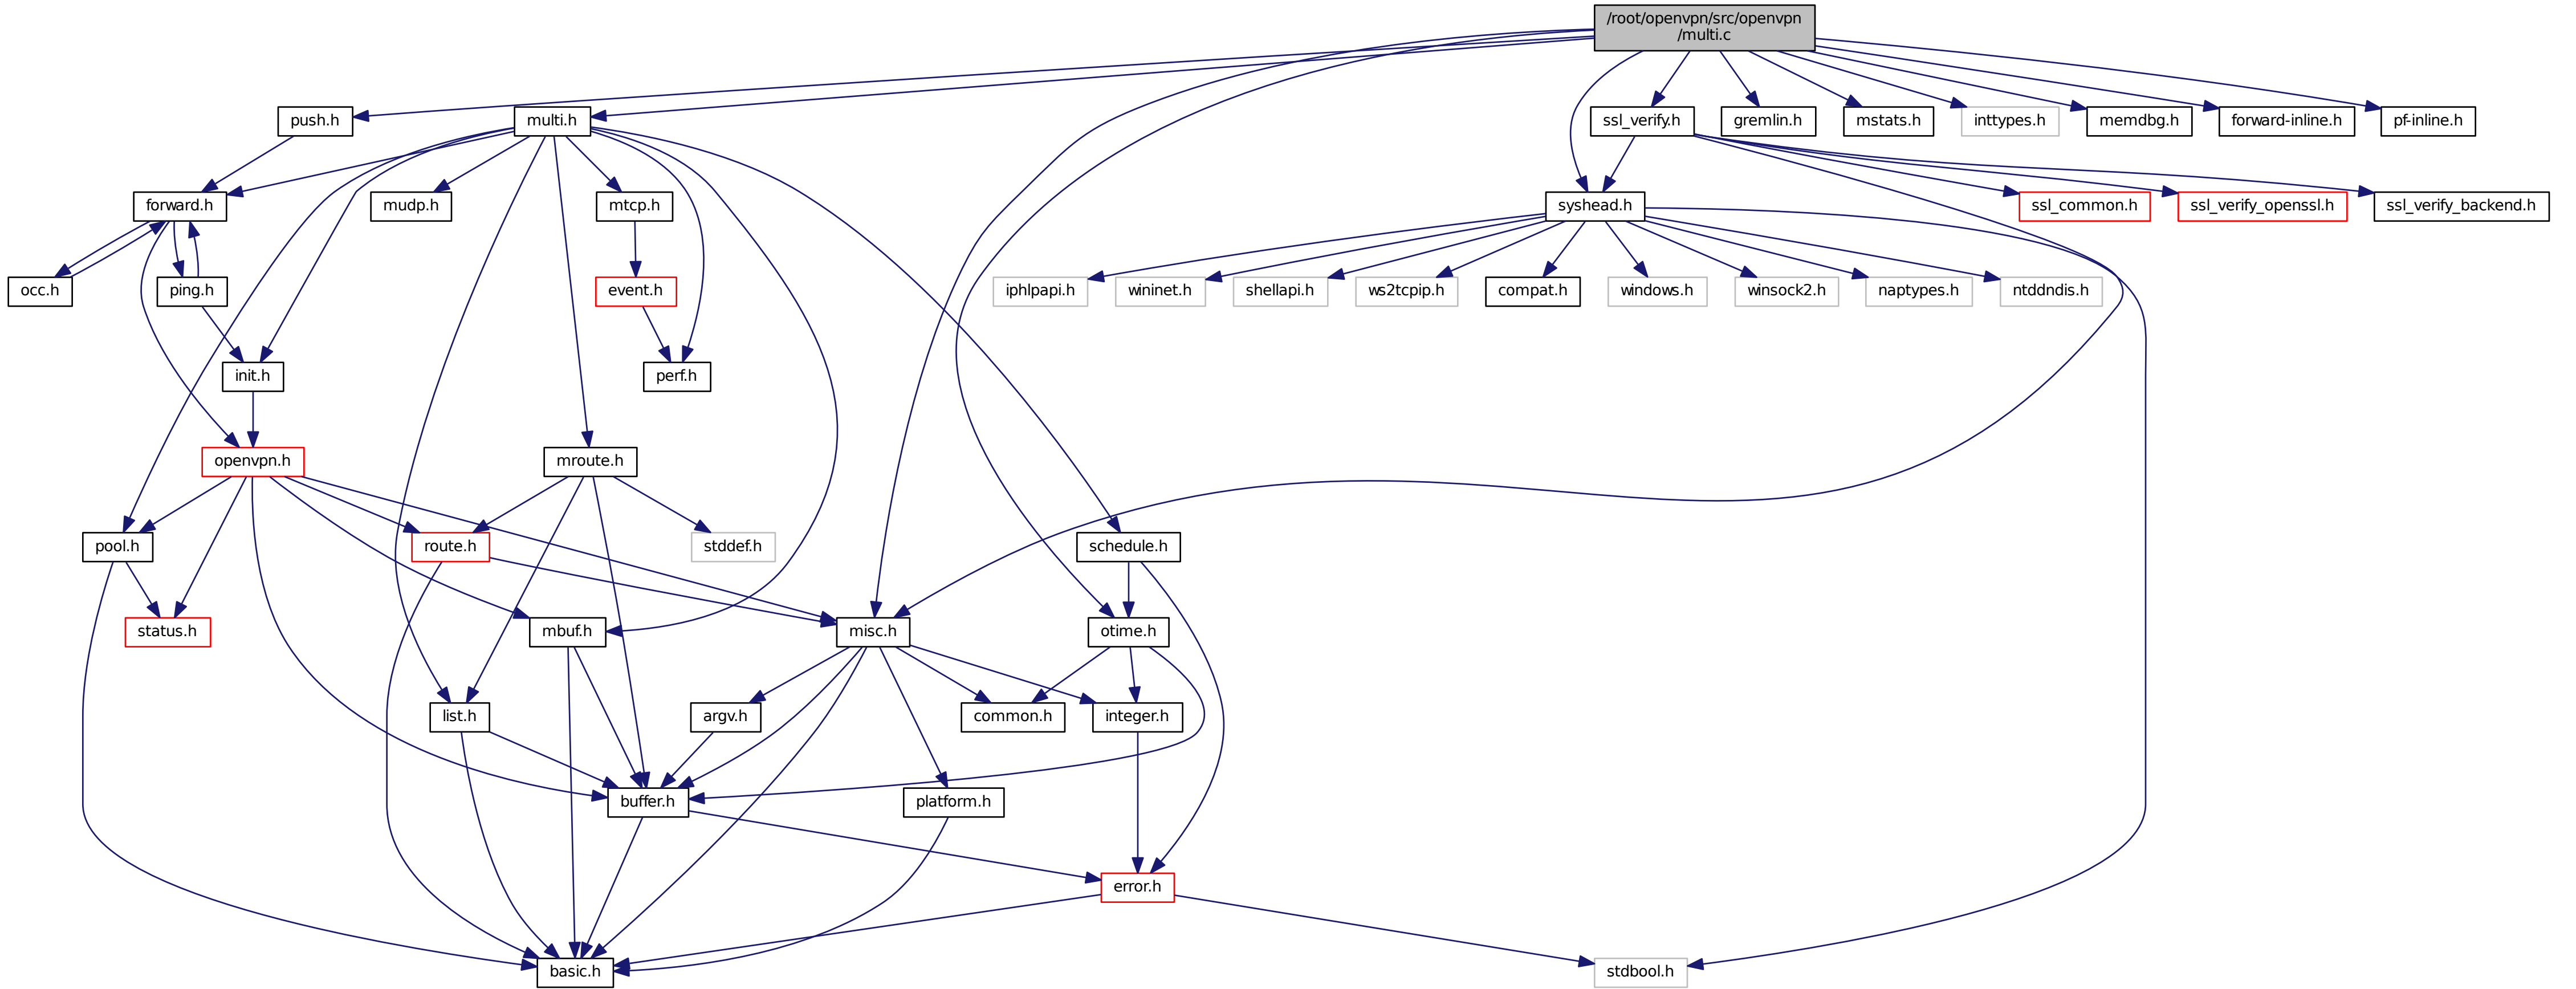 /root/openvpn/src/openvpn
/multi.c
push.h
multi.h
ssl_verify.h
gremlin.h
mstats.h
inttypes.h
memdbg.h
forward-inline.h
pf-inline.h
forward.h
mudp.h
mtcp.h
syshead.h
ssl_common.h
ssl_verify_openssl.h
ssl_verify_backend.h
occ.h
ping.h
event.h
iphlpapi.h
wininet.h
shellapi.h
ws2tcpip.h
compat.h
windows.h
winsock2.h
naptypes.h
ntddndis.h
init.h
perf.h
openvpn.h
mroute.h
pool.h
route.h
stddef.h
schedule.h
status.h
mbuf.h
misc.h
otime.h
list.h
argv.h
common.h
integer.h
buffer.h
platform.h
error.h
basic.h
stdbool.h